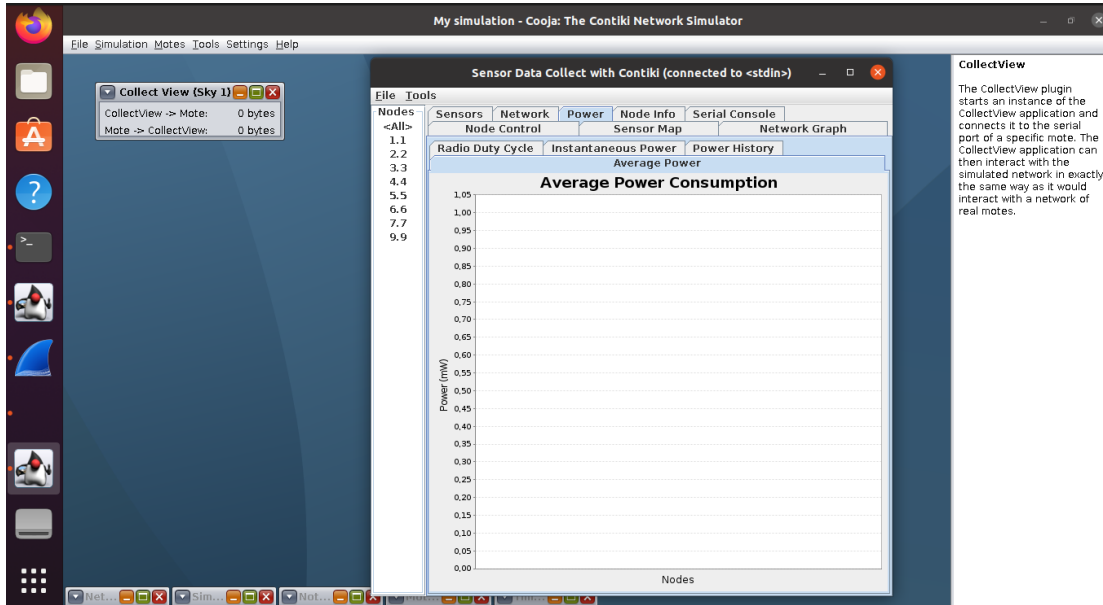 My simulation - Cooja: The Contiki Network Simulator
File Simulation Motes Tools Settings Help
Collect View (Sky 1)
CollectView -> Mote: 0 bytes
Mote -> CollectView: 0 bytes
Sensor Data Collect with Contiki (connected to <stdin>)
File Tools
Nodes
<All>
1.1
2.2
3.3
4.4
5.5
6.6
7.7
9.9
Sensors Network Power Node Info Serial Console
Node Control Sensor Map Network Graph
Radio Duty Cycle Instantaneous Power Power History
Average Power
Average Power Consumption
1,05
1,00
0,95
0,90
0,85
0,80
0,75
0,70
0,65
0,60
0,55
0,50
0,45
0,40
0,35
0,30
0,25
0,20
0,15
0,10
0,05
0,00
Power (mW)
Nodes
CollectView
The CollectView plugin
starts an instance of the
CollectView application and
connects it to the serial
port of a specific mote. The
CollectView application can
then interact with the
simulated network in exactly
the same way as it would
interact with a network of
real motes.
Net... Sim... Not...